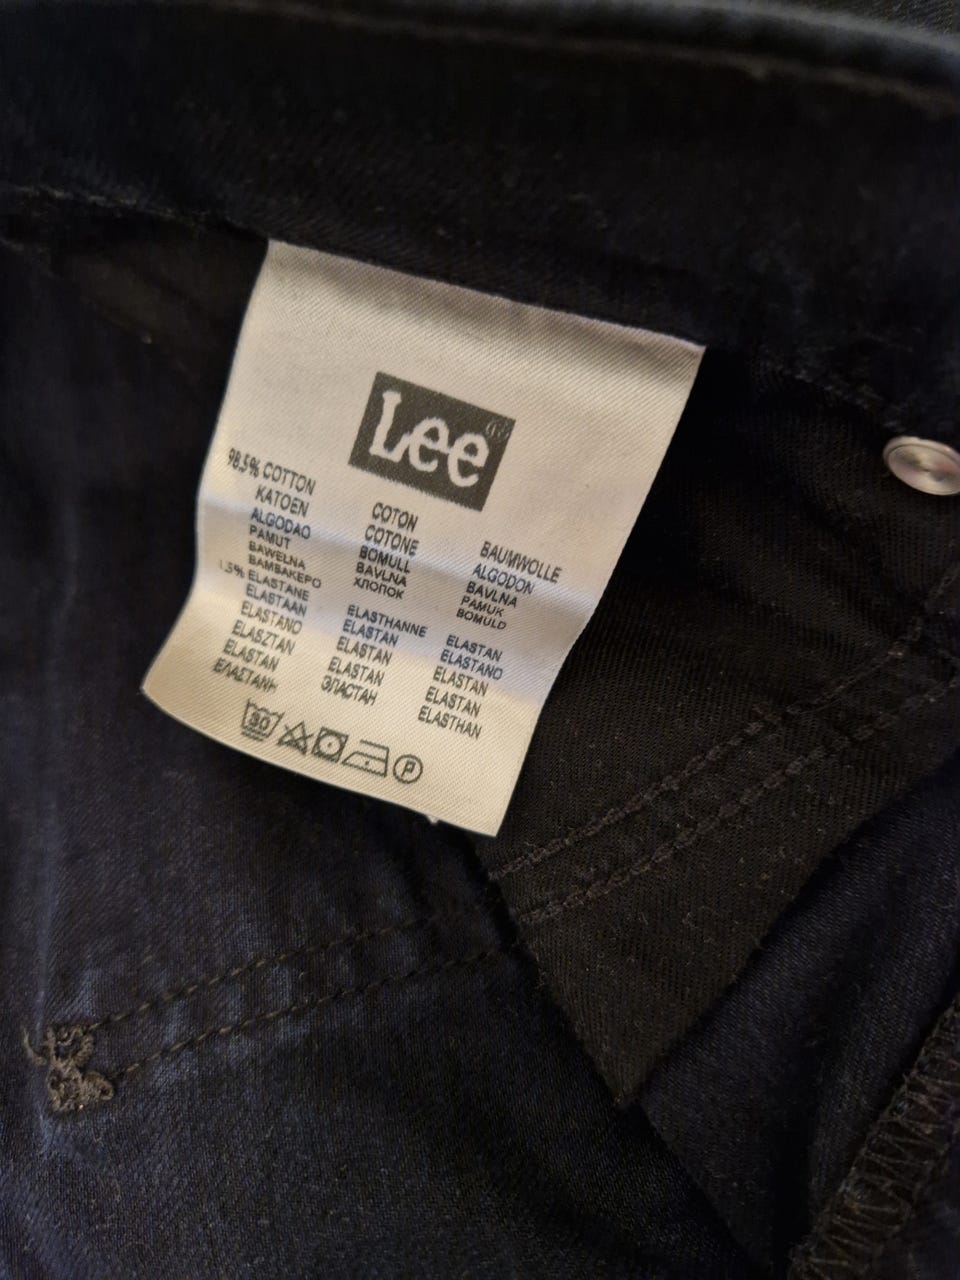 Lee®
98.5% COTTON COTON BAUMWOLLE
KATOEN COTONE ALGODON
ALGODAO BOMULL BAVLNA
PAMUT BAVLNA PAMUK
BAWEŁNA ХЛОПОК BOMULD
ΒΑΜΒΑΚΕΡΟ
1.5% ELASTANE ELASTHANNE ELASTAN
ELASTAAN ELASTAN ELASTANO
ELASTANO ELASTAN ELASTAN
ELASZTAN ELASTAN ELASTAN
ELASTAN ЭЛАСТАН ELASTHAN
ΕΛΑΣΤΑΝΗ
30
P